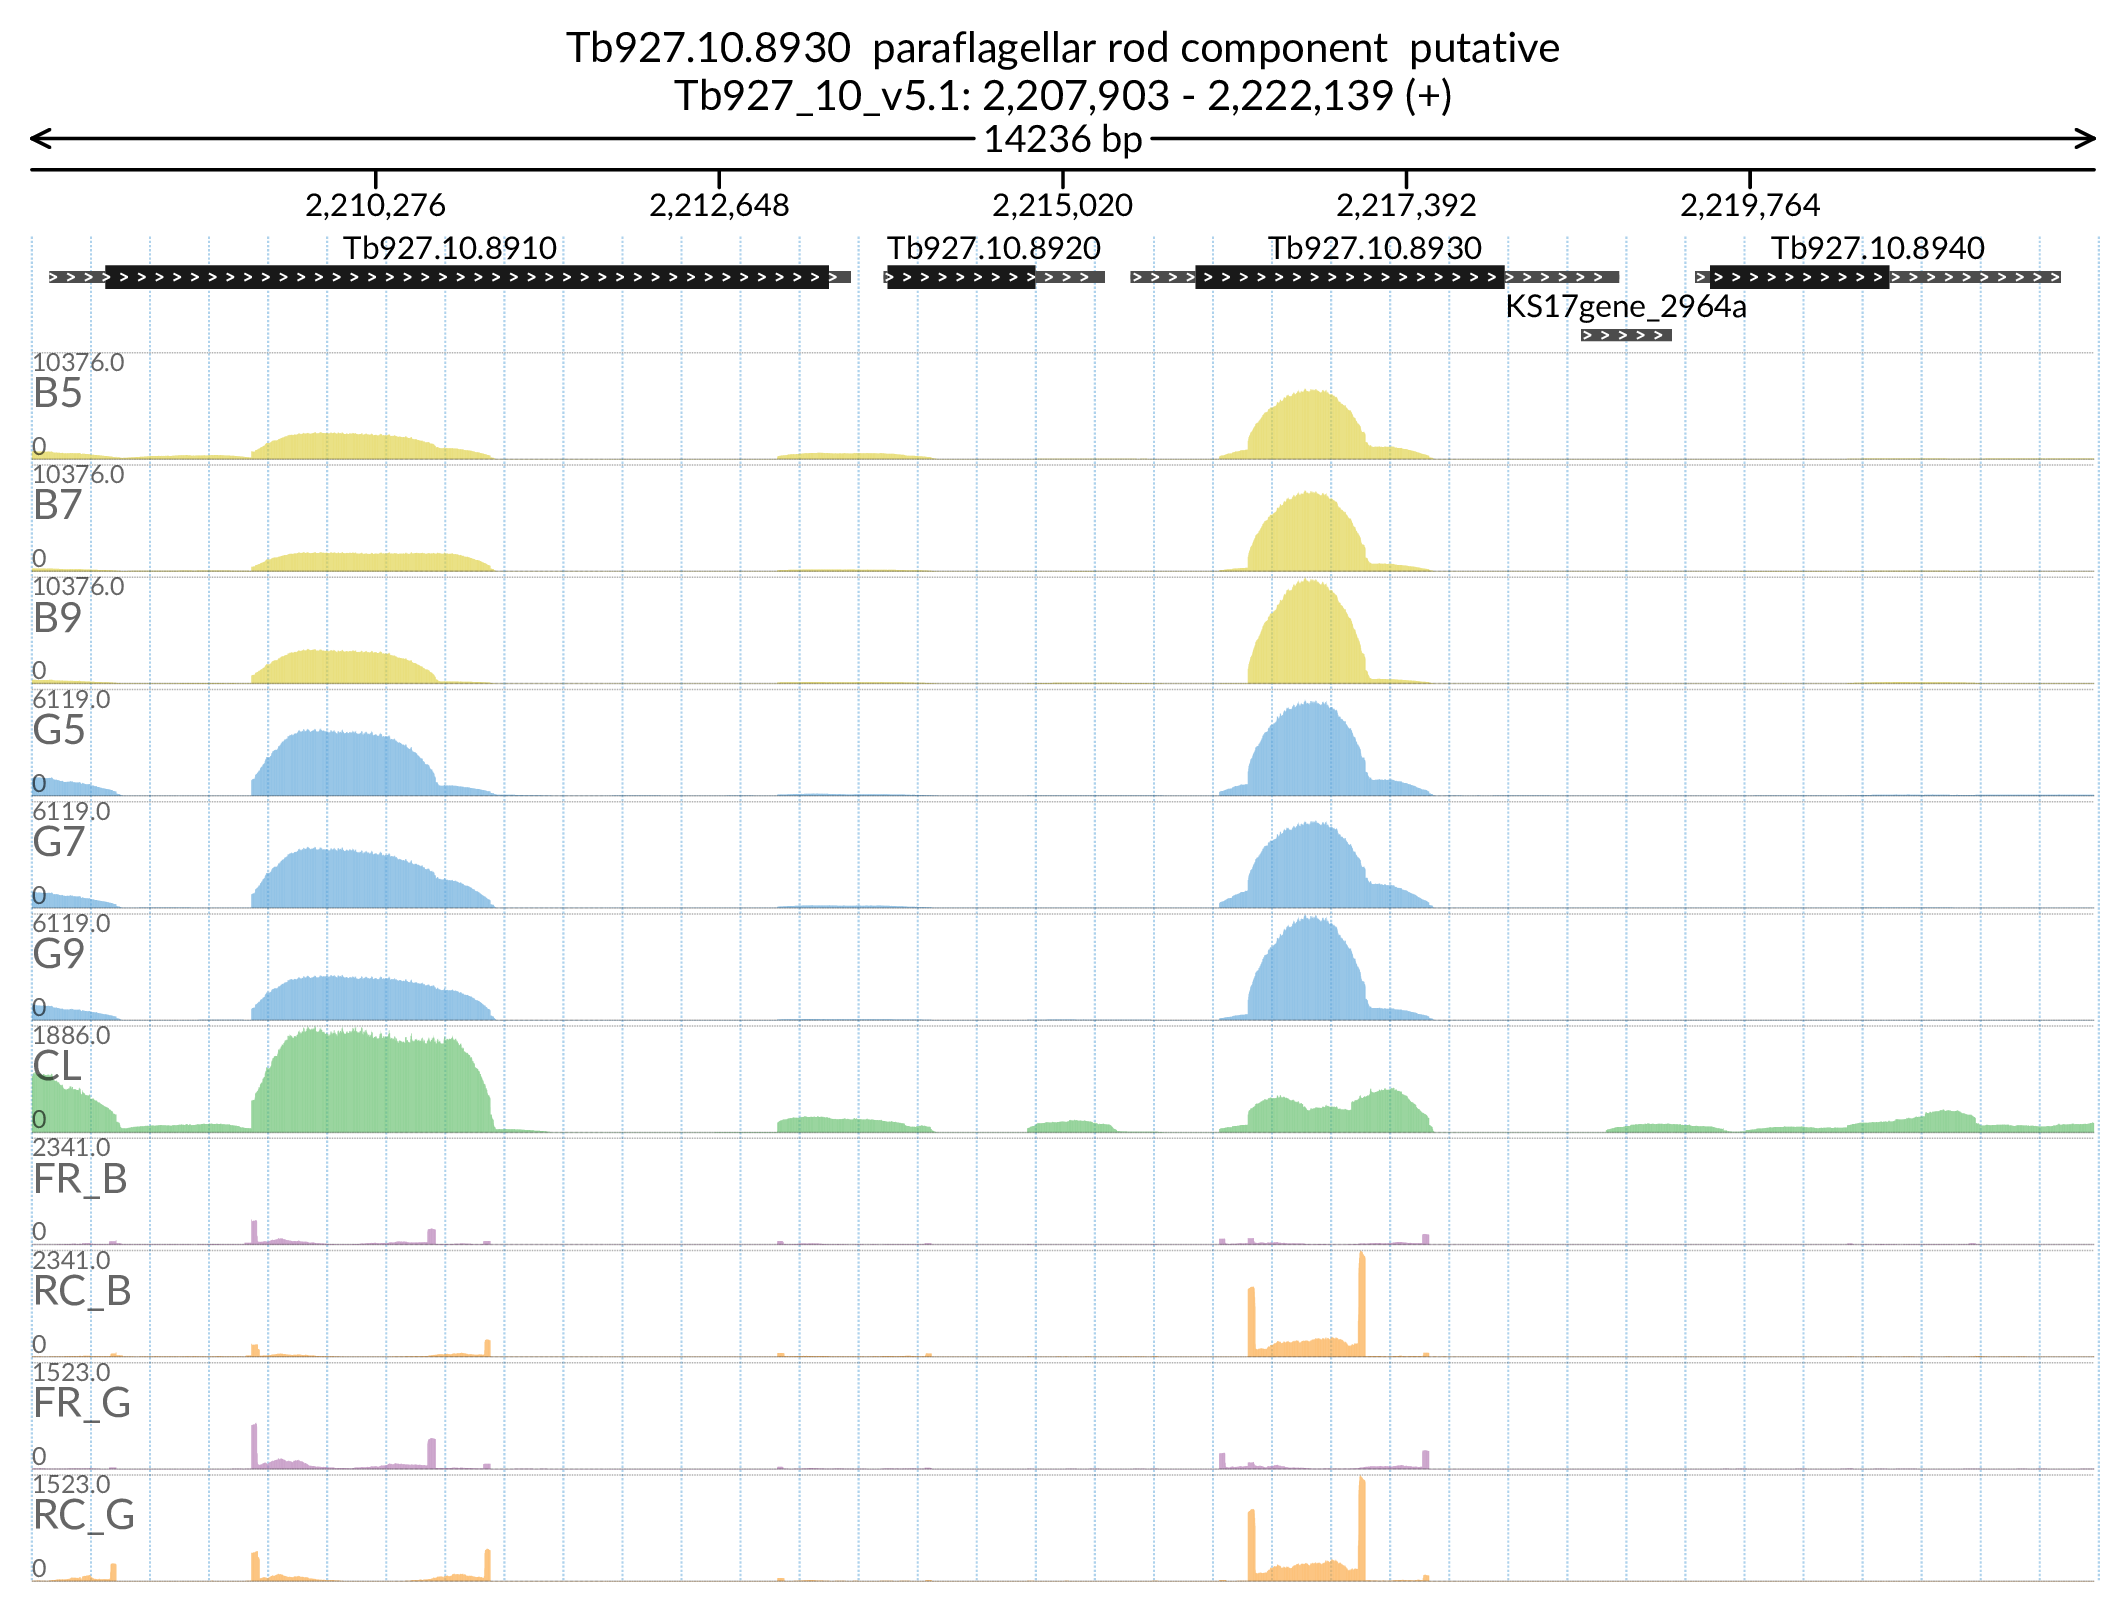 Tb927.10.8930 paraflagellar rod component putative
Tb927_10_v5.1: 2,207,903 - 2,222,139 (+)
14236 bp
2,210,276 2,212,648 2,215,020 2,217,392 2,219,764
Tb927.10.8910 Tb927.10.8920 Tb927.10.8930 Tb927.10.8940
KS17gene_2964a
10376.0
B5
0
10376.0
B7
0
10376.0
B9
0
6119.0
G5
0
6119.0
G7
0
6119.0
G9
0
1886.0
CL
0
2341.0
FR_B
0
2341.0
RC_B
0
1523.0
FR_G
0
1523.0
RC_G
0